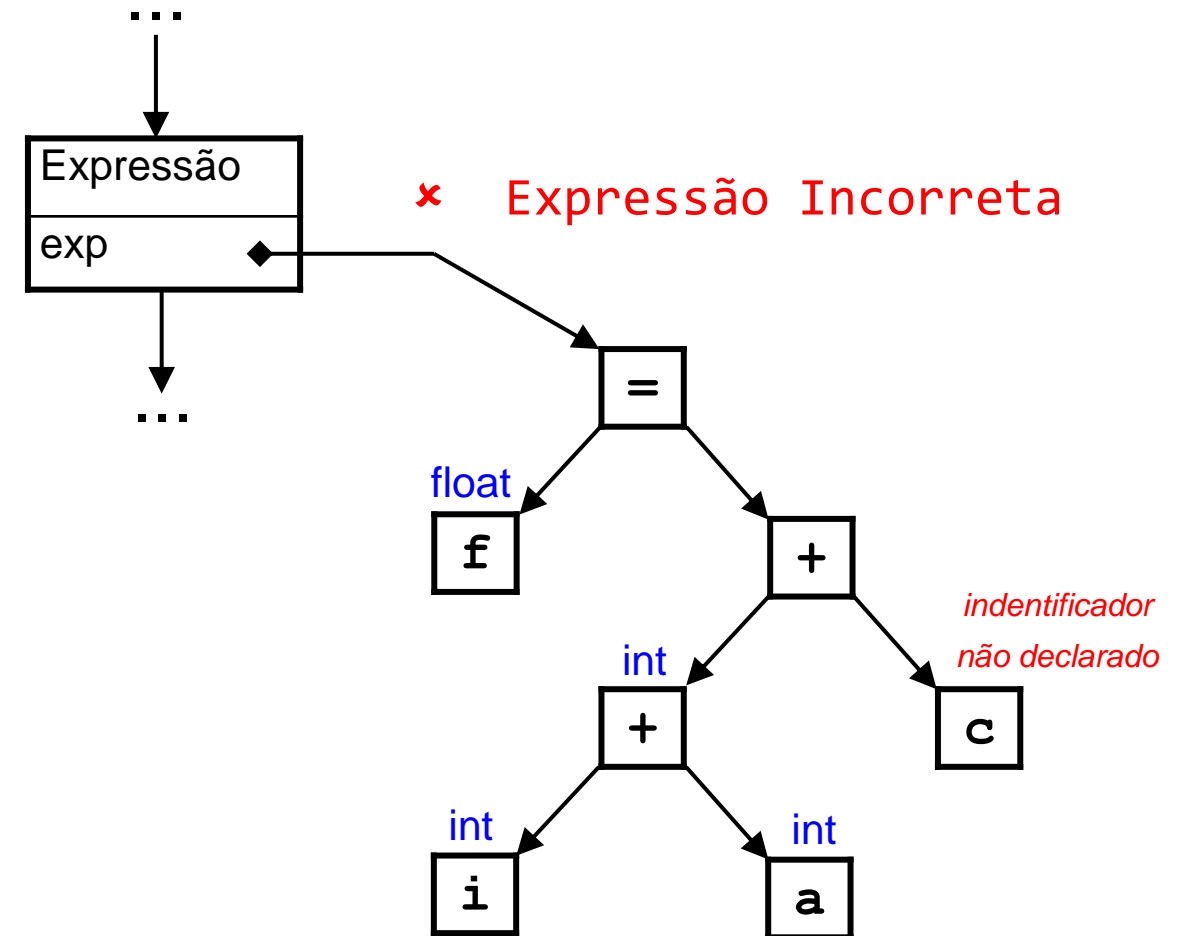 ...
Expressão
✘ Expressão Incorreta
exp
=
...
float
f
+
indentificador
não declarado
int
+
c
int
int
i
a